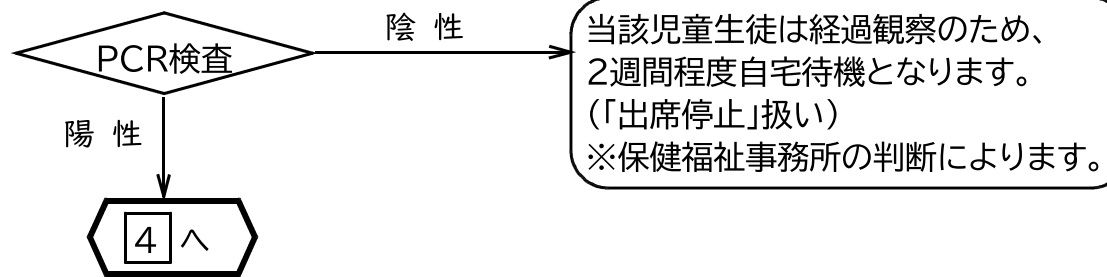 PCR検査
陰 性
当該児童生徒は経過観察のため、
2週間程度自宅待機となります。
(「出席停止」扱い)
※保健福祉事務所の判断によります。
陽 性
4 へ